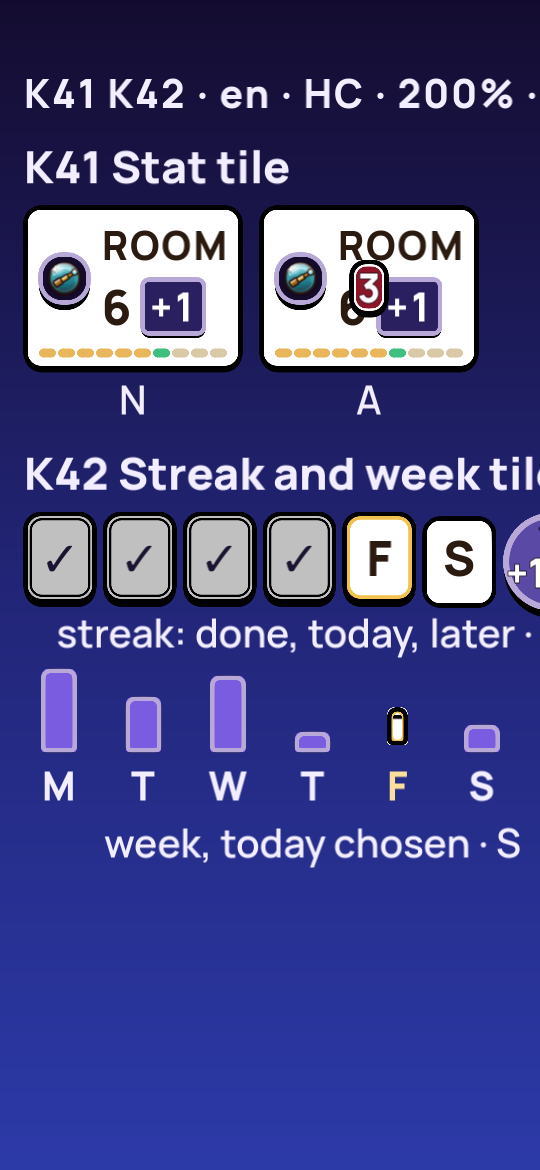 K41 K42 · en · HC · 200% ·
K41 Stat tile
ROOM ROOM
6 +1 3 +1
N A
K42 Streak and week
✓ ✓ ✓ ✓ F S +1
streak: done, today, later ·
M T W T F S
week, today chosen · S